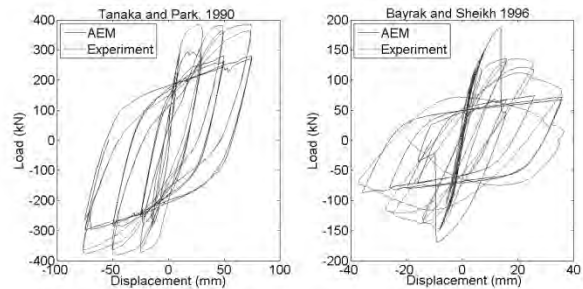 Tanaka and Park, 1990
400
300
200
100
0
-100
-200
-300
-400
-100
-50
0
50
100
Load (kN)
Displacement (mm)
AEM
Experiment
Bayrak and Sheikh 1996
200
150
100
50
0
-50
-100
-150
-200
-40
-20
0
20
40
Load (kN)
Displacement (mm)
AEM
Experiment